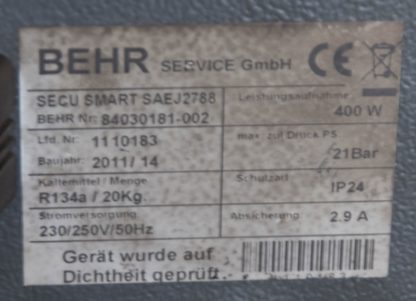 BEHR SERVICE GmbH CE
SECU SMART SAEJ2788
BEHR Nr: 84030181-002
Leistungsaufnahme
400 W
Lfd. Nr: 1110183
Baujahr: 2011/14
max. zul Druck PS
21Bar
Kältemittel / Menge
R134a / 20Kg.
Schutzart
IP24
Stromversorgung
230/250V/50Hz
Absicherung 2.9 A
Gerät wurde auf
Dichtheit geprüft.